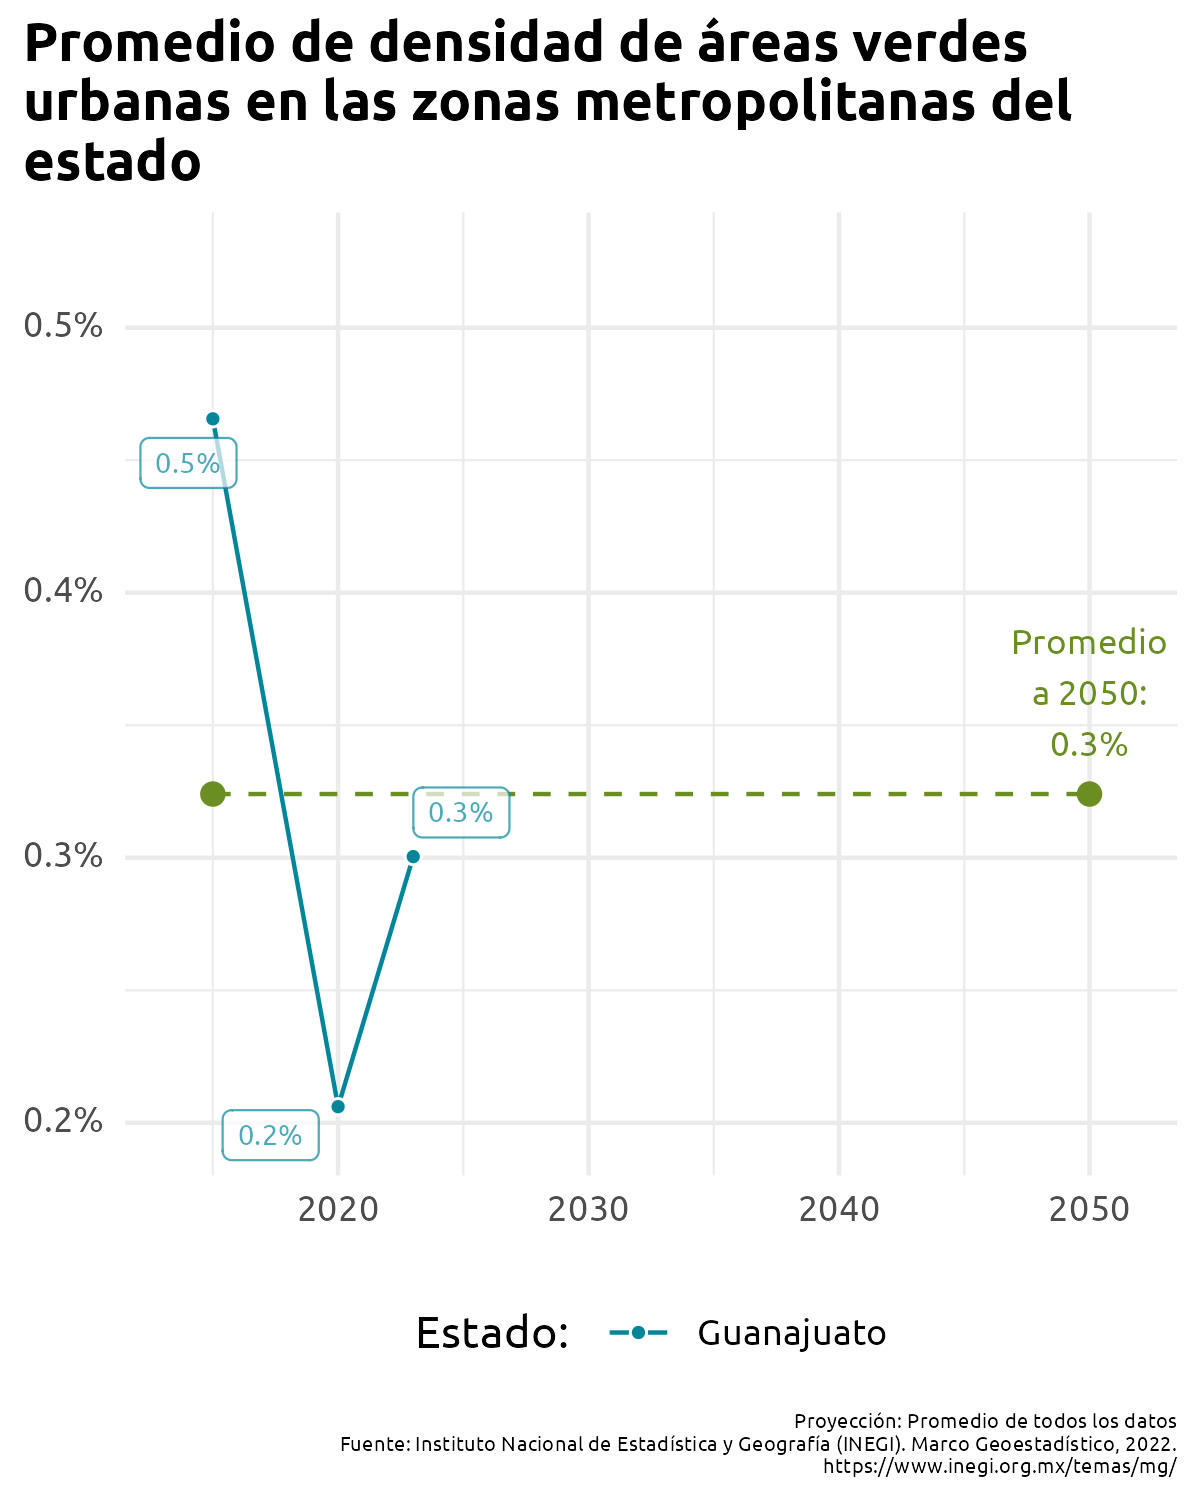 Promedio de densidad de áreas verdes
urbanas en las zonas metropolitanas del
estado
0.5%
0.5%
0.4%
Promedio
a 2050:
0.3%
0.3%
0.3%
0.2%
0.2%
2020
2030
2040
2050
Estado:
Guanajuato
Proyección: Promedio de todos los datos
Fuente: Instituto Nacional de Estadística y Geografía (INEGI). Marco Geoestadístico, 2022.
https://www.inegi.org.mx/temas/mg/